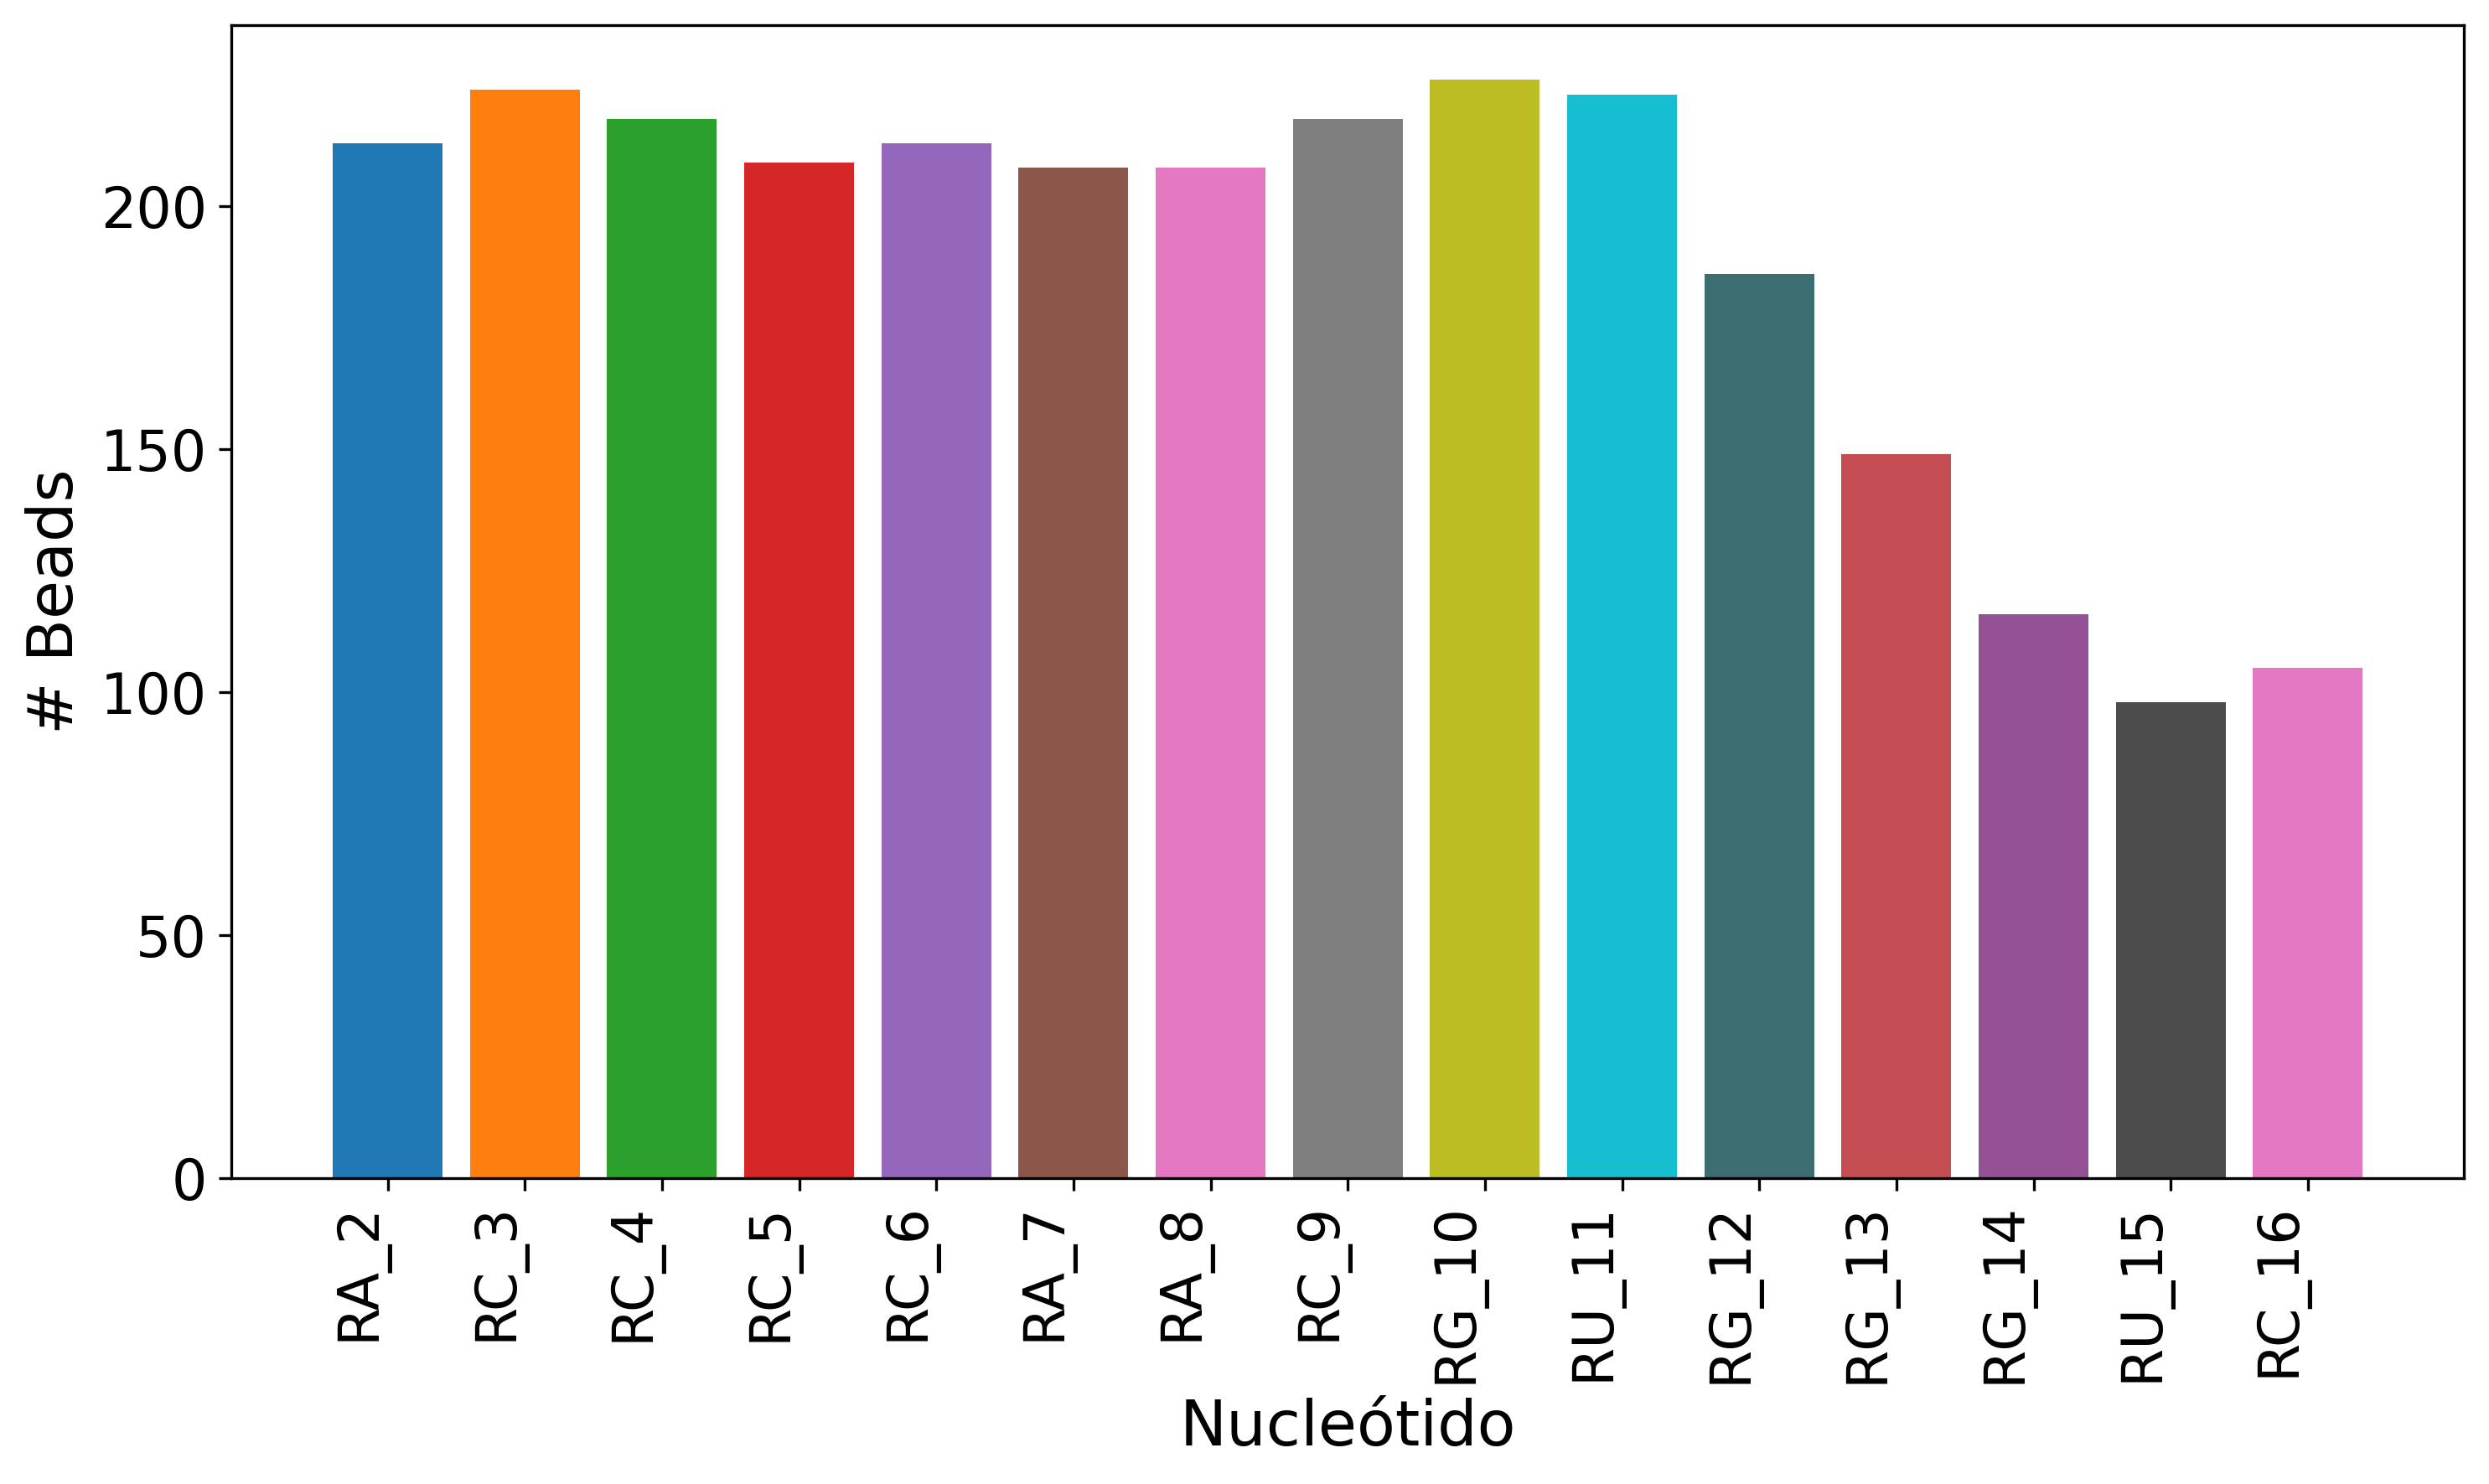 # Beads
200
150
100
50
0
RA_2
RC_3
RC_4
RC_5
RC_6
RA_7
RA_8
RC_9
RG_10
RU_11
RG_12
RG_13
RG_14
RU_15
RC_16
Nucleótido